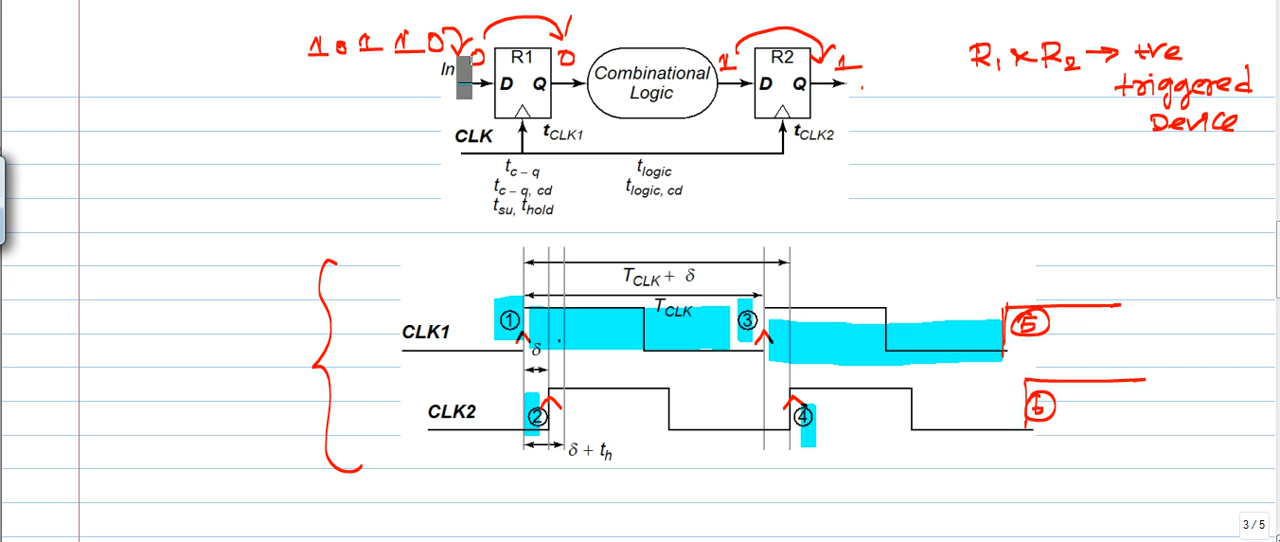 1 0 1 1 0
0
0
1
1
In
R1
D Q
Combinational
Logic
R2
D Q
R1 x R2 → +ve
triggered
Device
CLK
tCLK1
tCLK2
tc – q
tc – q, cd
tsu, thold
tlogic
tlogic, cd
TCLK + δ
TCLK
CLK1
①
③
⑤
δ
CLK2
②
④
⑥
δ + th
3 / 5